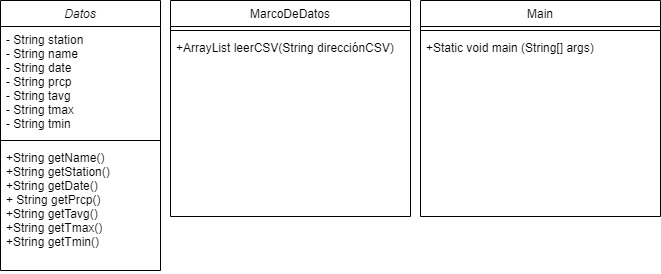 Datos
- String station
- String name
- String date
- String prcp
- String tavg
- String tmax
- String tmin
+String getName()
+String getStation()
+String getDate()
+ String getPrcp()
+String getTavg()
+String getTmax()
+String getTmin()
MarcoDeDatos
+ArrayList leerCSV(String direcciónCSV)
Main
+Static void main (String[] args)